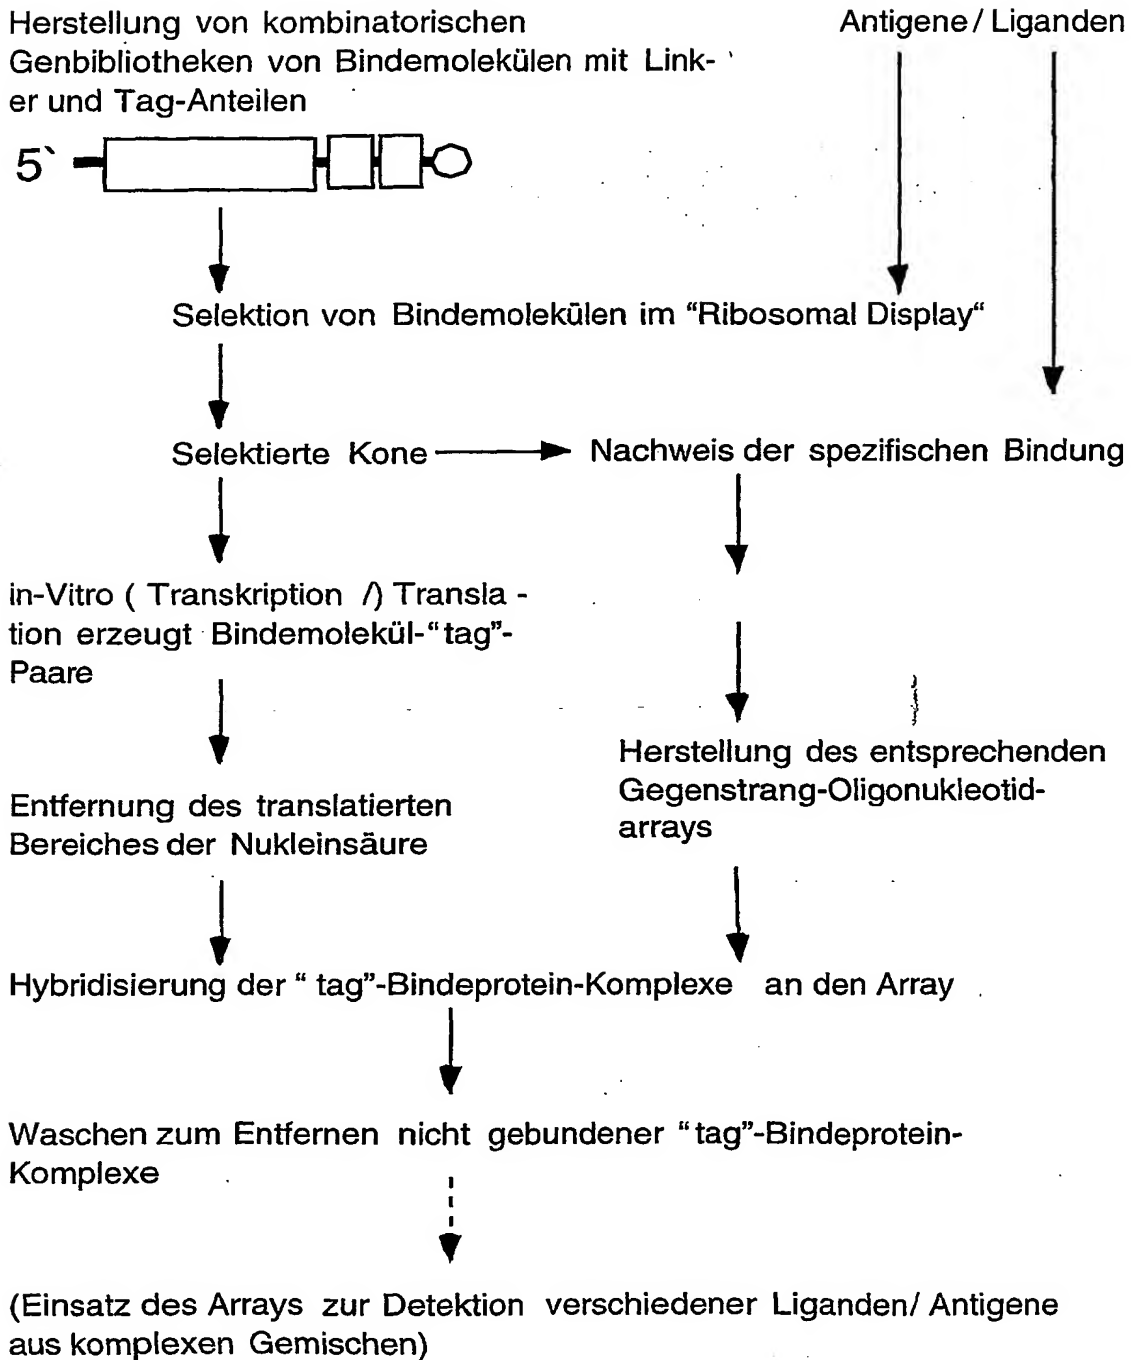 Herstellung von kombinatorischen
Genbibliotheken von Bindemolekülen mit Link-
er und Tag-Anteilen
Antigene / Liganden
5`
Selektion von Bindemolekülen im “Ribosomal Display“
Selektierte Kone
Nachweis der spezifischen Bindung
in-Vitro ( Transkription /) Transla -
tion erzeugt Bindemolekül-“tag”-
Paare
Herstellung des entsprechenden
Gegenstrang-Oligonukleotid-
arrays
Entfernung des translatierten
Bereiches der Nukleinsäure
Hybridisierung der “ tag”-Bindeprotein-Komplexe an den Array
Waschen zum Entfernen nicht gebundener “tag”-Bindeprotein-
Komplexe
(Einsatz des Arrays zur Detektion verschiedener Liganden/ Antigene
aus komplexen Gemischen)